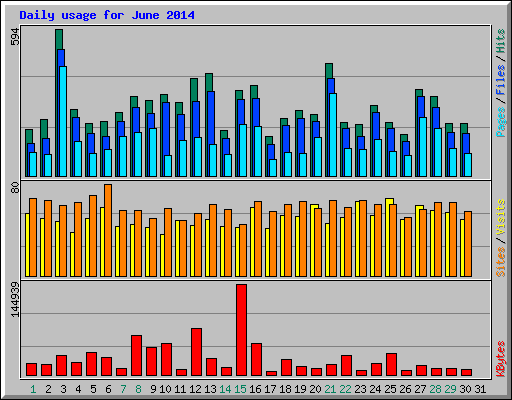 Daily usage for June 2014
594
Pages/Files/Hits
80
Sites/Visits
144939
KBytes
1 2 3 4 5 6 7 8 9 10 11 12 13 14 15 16 17 18 19 20 21 22 23 24 25 26 27 28 29 30 31